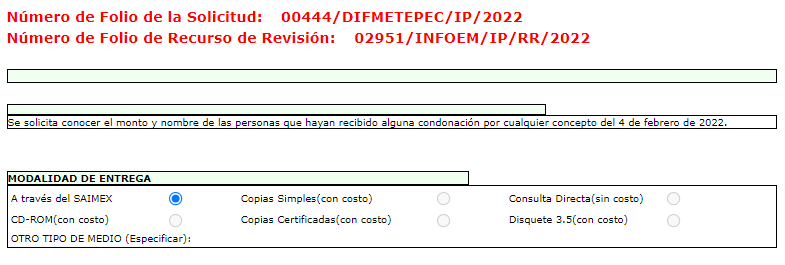 Número de Folio de la Solicitud: 00444/DIFMETEPEC/IP/2022
Número de Folio de Recurso de Revisión: 02951/INFOEM/IP/RR/2022
Se solicita conocer el monto y nombre de las personas que hayan recibido alguna condonación por cualquier concepto del 4 de febrero de 2022.
MODALIDAD DE ENTREGA
A través del SAIMEX Copias Simples(con costo) Consulta Directa(sin costo)
CD-ROM(con costo) Copias Certificadas(con costo) Disquete 3.5(con costo)
OTRO TIPO DE MEDIO (Especificar):